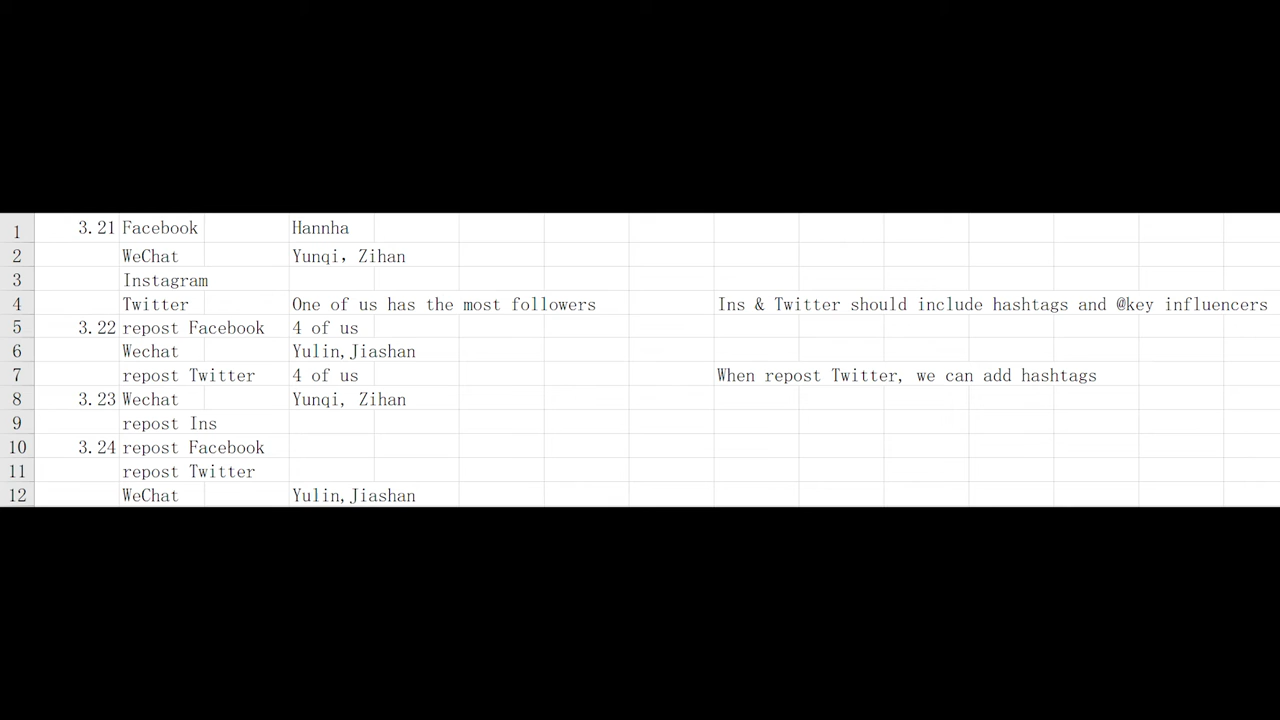 1 3.21 Facebook Hannha
2 WeChat Yunqi, Zihan
3 Instagram
4 Twitter One of us has the most followers Ins & Twitter should include hashtags and @key influencers
5 3.22 repost Facebook 4 of us
6 Wechat Yulin,Jiashan
7 repost Twitter 4 of us When repost Twitter, we can add hashtags
8 3.23 Wechat Yunqi, Zihan
9 repost Ins
10 3.24 repost Facebook
11 repost Twitter
12 WeChat Yulin,Jiashan